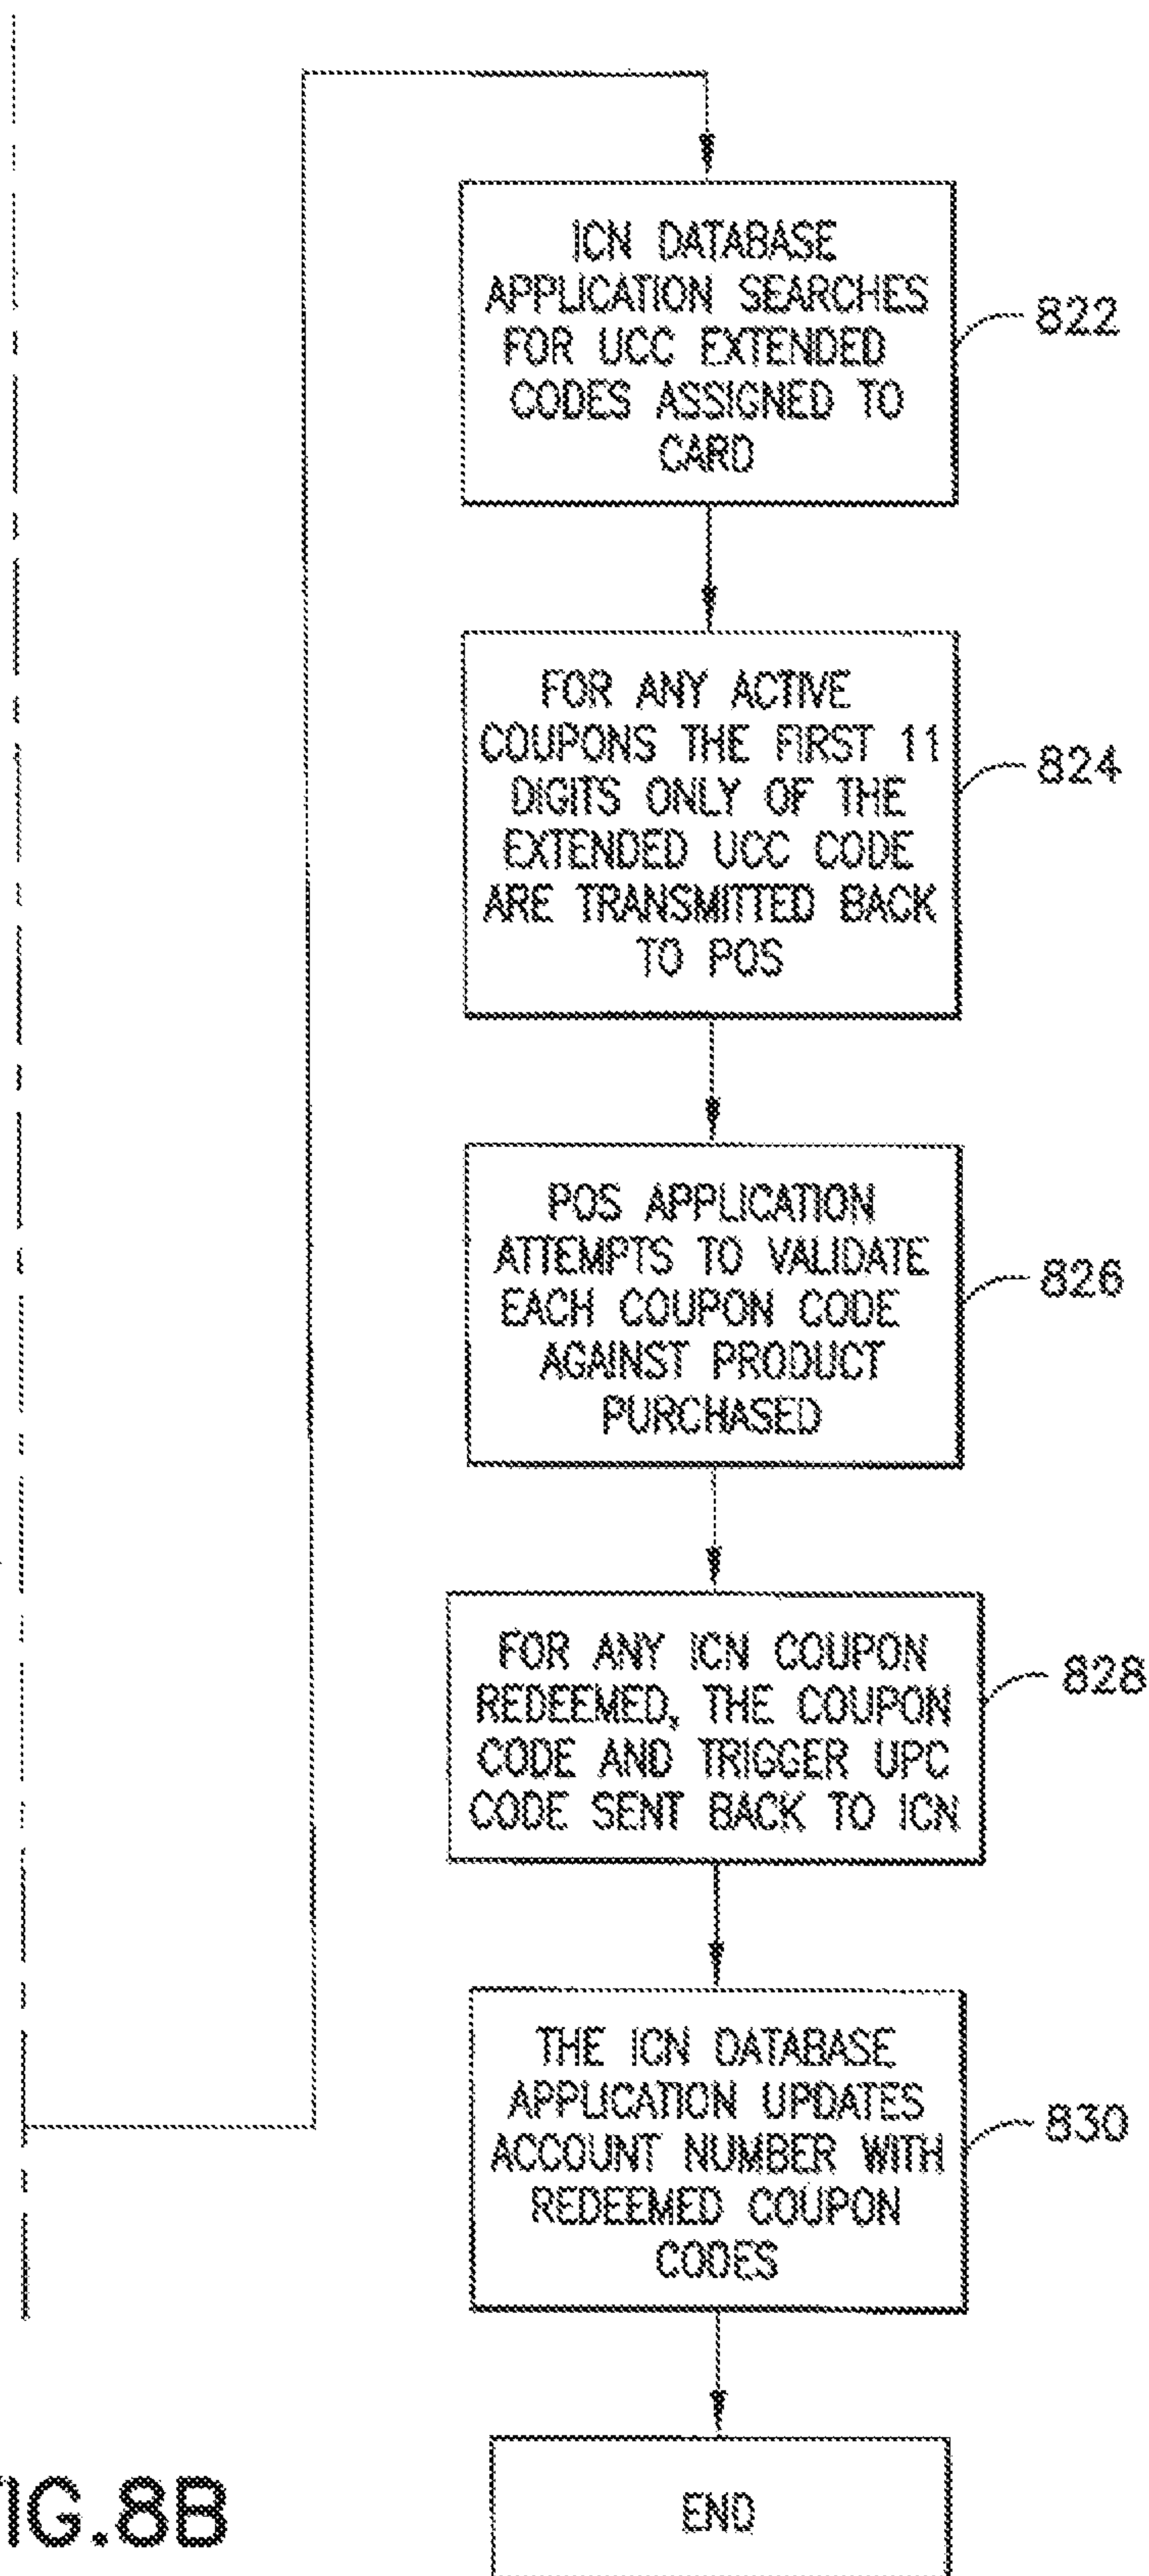 ICN DATABASE
APPLICATION SEARCHES
FOR UCC EXTENDED
CODES ASSIGNED TO
CARD
822
FOR ANY ACTIVE
COUPONS THE FIRST 11
DIGITS ONLY OF THE
EXTENDED UCC CODE
ARE TRANSMITTED BACK
TO POS
824
POS APPLICATION
ATTEMPTS TO VALIDATE
EACH COUPON CODE
AGAINST PRODUCT
PURCHASED
826
FOR ANY ICN COUPON
REDEEMED, THE COUPON
CODE AND TRIGGER UPC
CODE SENT BACK TO ICN
828
THE ICN DATABASE
APPLICATION UPDATES
ACCOUNT NUMBER WITH
REDEEMED COUPON
CODES
830
END
IG.8B